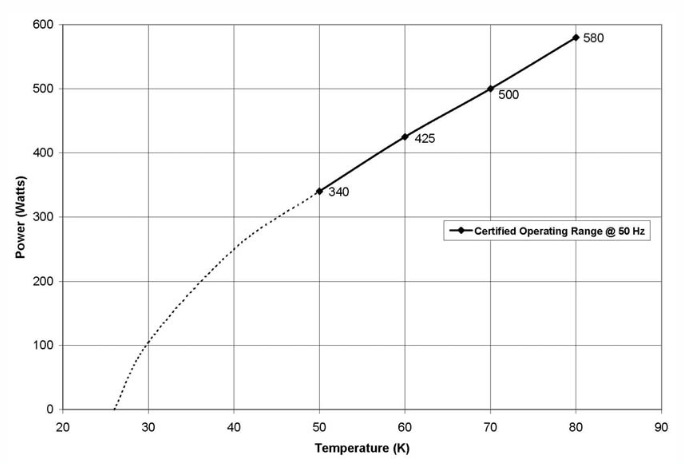 600
580
500
500
400
425
340
300
Power (Watts)
Certified Operating Range @ 50 Hz
200
100
0
20 30 40 50 60 70 80 90
Temperature (K)